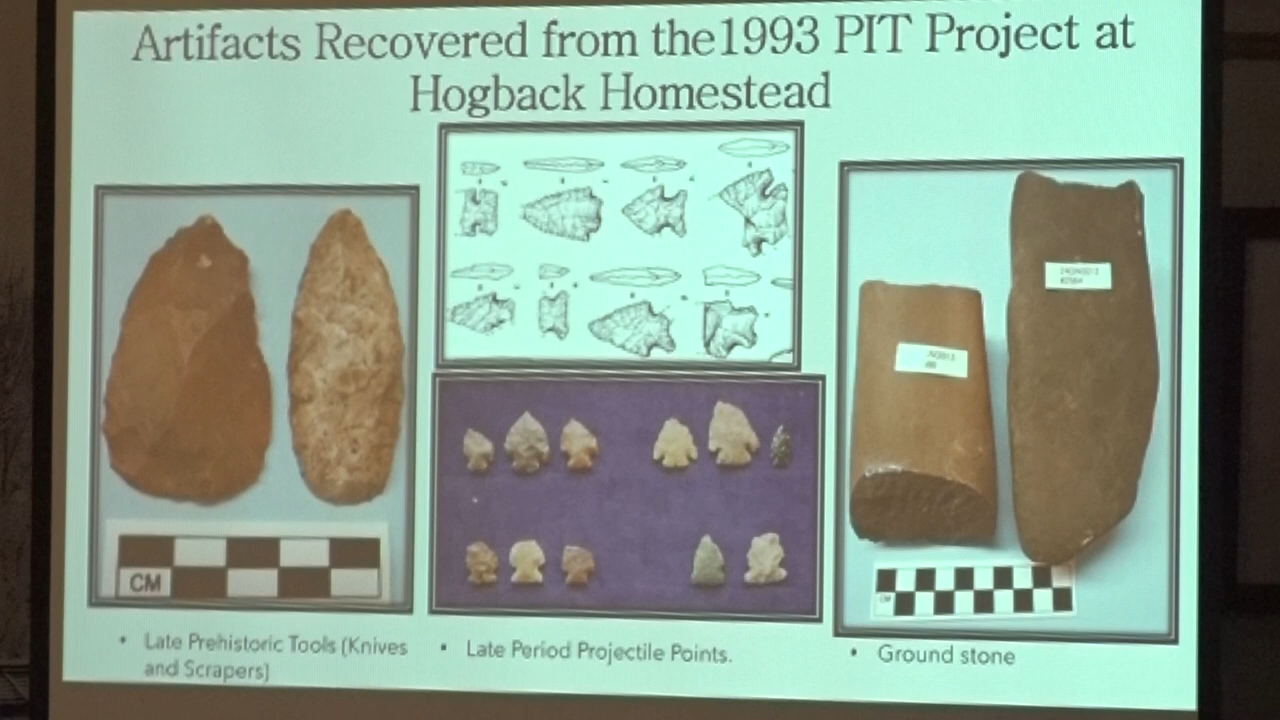 Artifacts Recovered from the1993 PIT Project at
Hogback Homestead
CM
• Late Prehistoric Tools (Knives
and Scrapers)
• Late Period Projectile Points.
• Ground stone